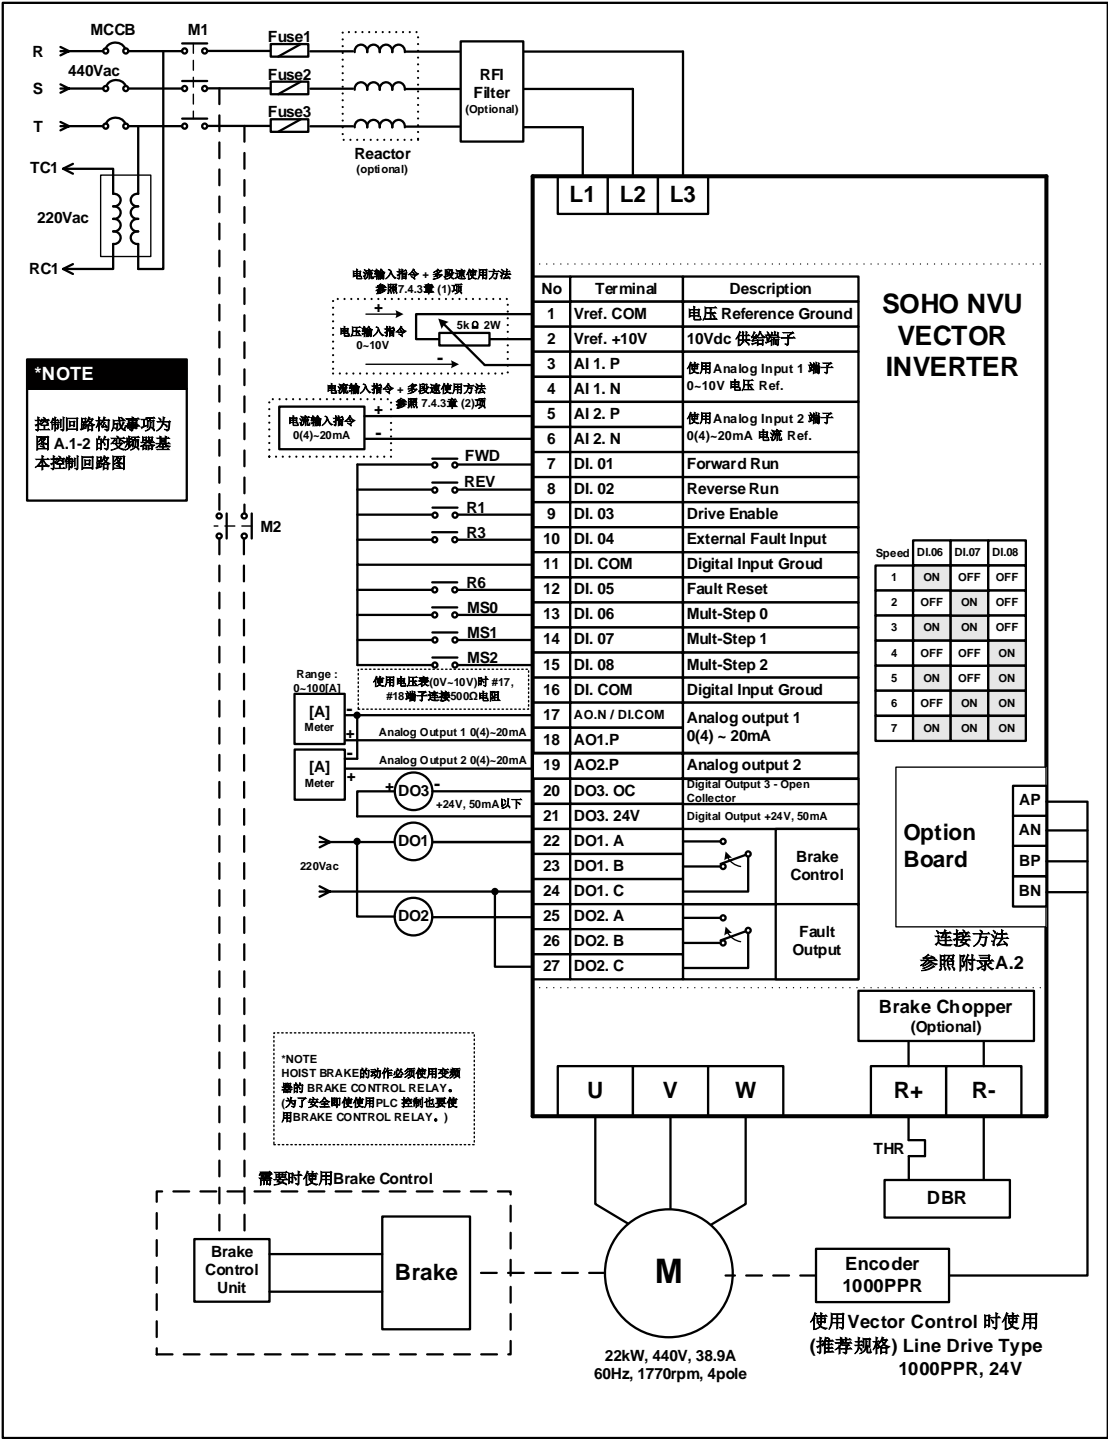 MCCB
M1
R
440Vac
S
T
Fuse1
Fuse2
Fuse3
Reactor
(optional)
RFI
Filter
(Optional)
TC1
220Vac
RC1
L1 L2 L3
SOHO NVU
VECTOR
INVERTER
*NOTE
控制回路构成事项为
图 A.1-2 的变频器基
本控制回路图
M2
电流输入指令 + 多段速使用方法
参照7.4.3章 (1)项
+
电压输入指令
0~10V
5kΩ 2W
-
电流输入指令 + 多段速使用方法
参照 7.4.3章 (2)项
电流输入指令
0(4)~20mA
+
-
FWD
REV
R1
R3
R6
MS0
MS1
MS2
No Terminal Description
1 Vref. COM 电压 Reference Ground
2 Vref. +10V 10Vdc 供给端子
3 AI 1. P 使用Analog Input 1 端子
4 AI 1. N 0~10V 电压 Ref.
5 AI 2. P 使用Analog Input 2 端子
6 AI 2. N 0(4)~20mA 电流 Ref.
7 DI. 01 Forward Run
8 DI. 02 Reverse Run
9 DI. 03 Drive Enable
10 DI. 04 External Fault Input
11 DI. COM Digital Input Groud
12 DI. 05 Fault Reset
13 DI. 06 Mult-Step 0
14 DI. 07 Mult-Step 1
15 DI. 08 Mult-Step 2
16 DI. COM Digital Input Groud
17 AO.N / DI.COM Analog output 1
18 AO1.P 0(4) ~ 20mA
19 AO2.P Analog output 2
20 DO3. OC Digital Output 3 - Open
Collector
21 DO3. 24V Digital Output +24V, 50mA
22 DO1. A
23 DO1. B
24 DO1. C
Brake
Control
25 DO2. A
26 DO2. B
27 DO2. C
Fault
Output
Speed DI.06 DI.07 DI.08
1 ON OFF OFF
2 OFF ON OFF
3 ON ON OFF
4 OFF OFF ON
5 ON OFF ON
6 OFF ON ON
7 ON ON ON
Range :
0~100[A]
使用电压表(0V~10V)时 #17,
#18端子连接500Ω电阻
[A]
Meter
-
+
Analog Output 1 0(4)~20mA
[A]
Meter
-
+
Analog Output 2 0(4)~20mA
+
DO3
-
+24V, 50mA以下
DO1
220Vac
DO2
Option
Board
AP
AN
BP
BN
连接方法
参照附录A.2
Brake Chopper
(Optional)
U V W
R+ R-
THR
DBR
*NOTE
HOIST BRAKE的动作必须使用变频
器的 BRAKE CONTROL RELAY。
(为了安全即使使用PLC 控制也要使
用BRAKE CONTROL RELAY。)
需要时使用Brake Control
Brake
Control
Unit
Brake
M
Encoder
1000PPR
22kW, 440V, 38.9A
60Hz, 1770rpm, 4pole
使用Vector Control 时使用
(推荐规格) Line Drive Type
1000PPR, 24V